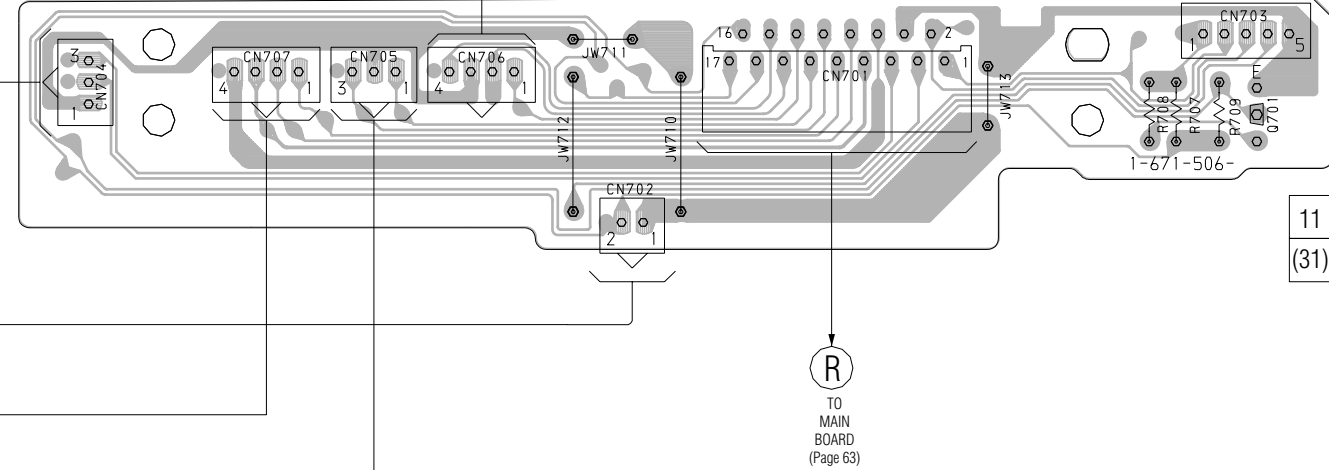 CN703
1 5
16 2
JW711
CN707
CN705
CN706
3
CN704
1
4 1
3 1
4 1
17 1
CN701
JW713
E
R708
R707
R709
Q701
JW712
JW710
1-671-506-
CN702
2 1
11
(31)
R
TO
MAIN
BOARD
(Page 63)